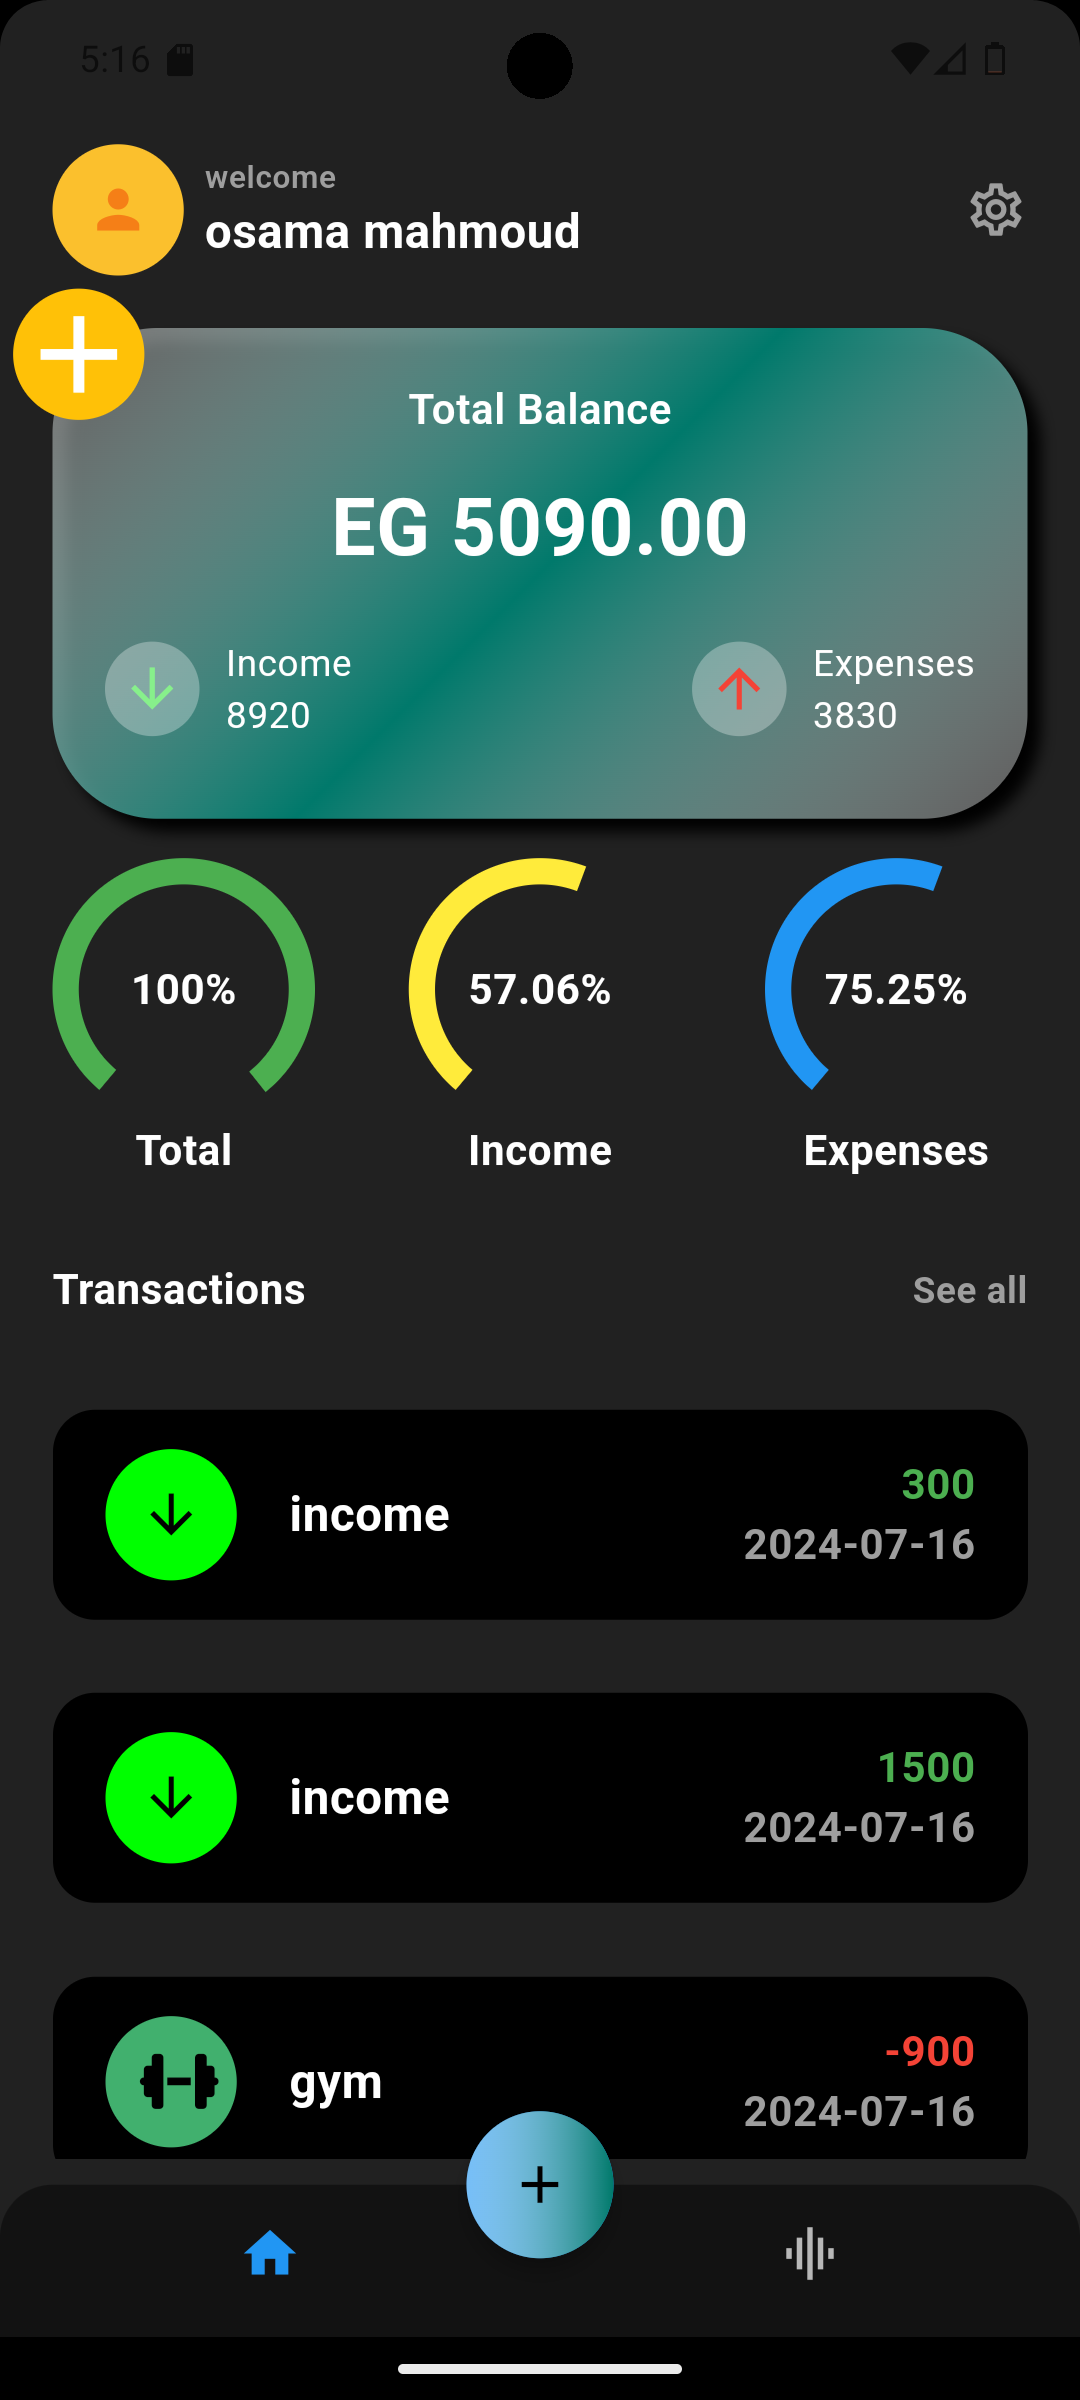 5:16
welcome
osama mahmoud
Total Balance
EG 5090.00
Income
8920
Expenses
3830
100%
57.06%
75.25%
Total
Income
Expenses
Transactions
See all
income
300
2024-07-16
income
1500
2024-07-16
gym
-900
2024-07-16